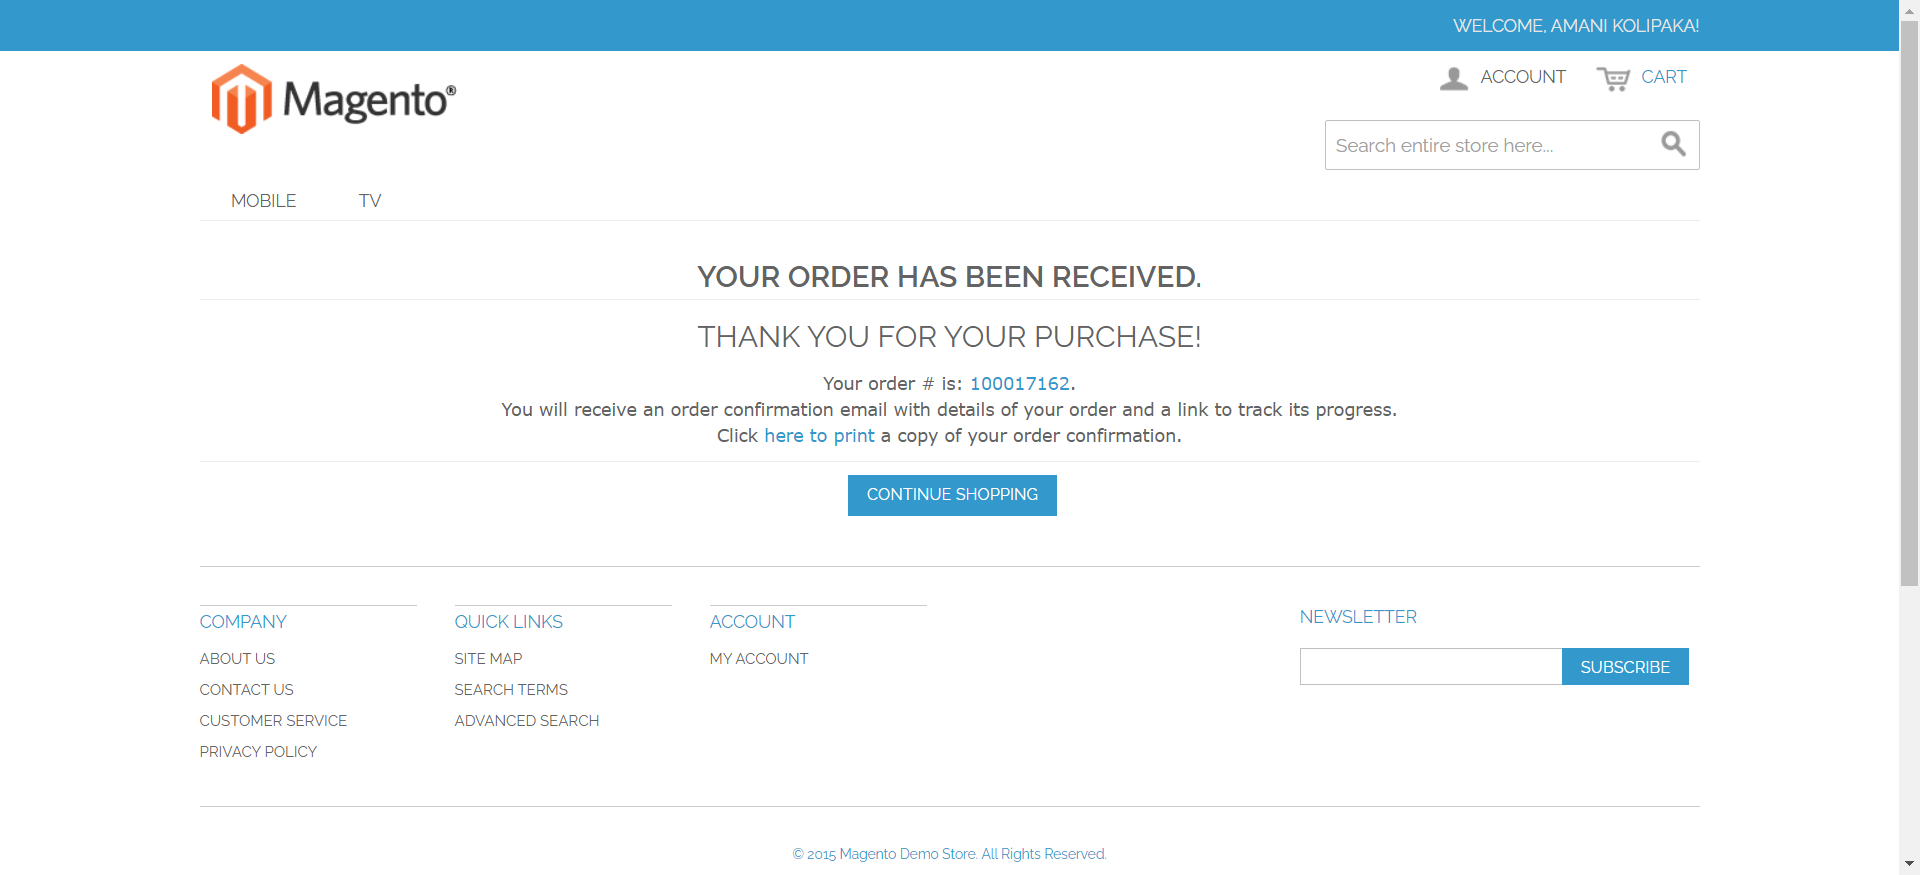 WELCOME, AMANI KOLIPAKA!
Magento®
ACCOUNT
CART
Search entire store here...
MOBILE
TV
YOUR ORDER HAS BEEN RECEIVED.
THANK YOU FOR YOUR PURCHASE!
Your order # is: 100017162.
You will receive an order confirmation email with details of your order and a link to track its progress.
Click here to print a copy of your order confirmation.
CONTINUE SHOPPING
COMPANY
ABOUT US
CONTACT US
CUSTOMER SERVICE
PRIVACY POLICY
QUICK LINKS
SITE MAP
SEARCH TERMS
ADVANCED SEARCH
ACCOUNT
MY ACCOUNT
NEWSLETTER
SUBSCRIBE
© 2015 Magento Demo Store. All Rights Reserved.